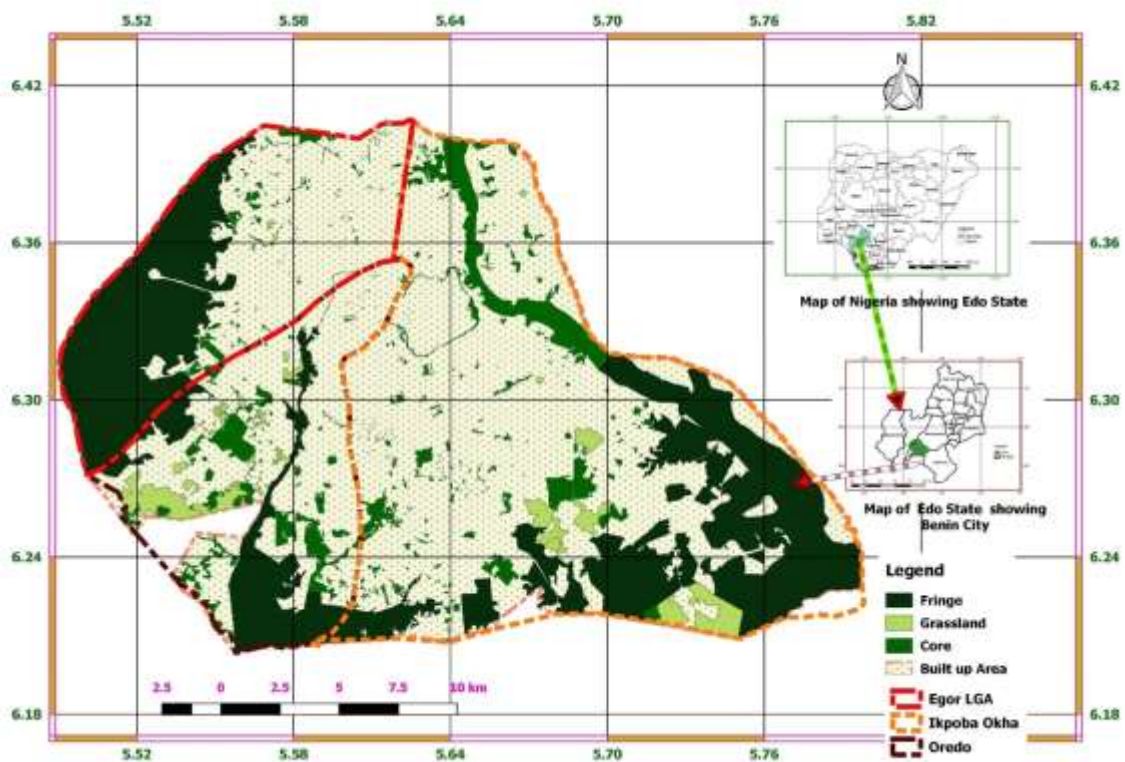 5.52 5.58 5.64 5.70 5.76 5.82
6.42 6.42
N
6.36 6.36
Map of Nigeria showing Edo State
6.30 6.30
Map of Edo State showing
Benin City
6.24 6.24
Legend
Fringe
Grassland
Core
Built up Area
Egor LGA
Ikpoba Okha
Oredo
2.5 0 2.5 5 7.5 10 km
6.18 6.18
5.52 5.58 5.64 5.70 5.76 5.82